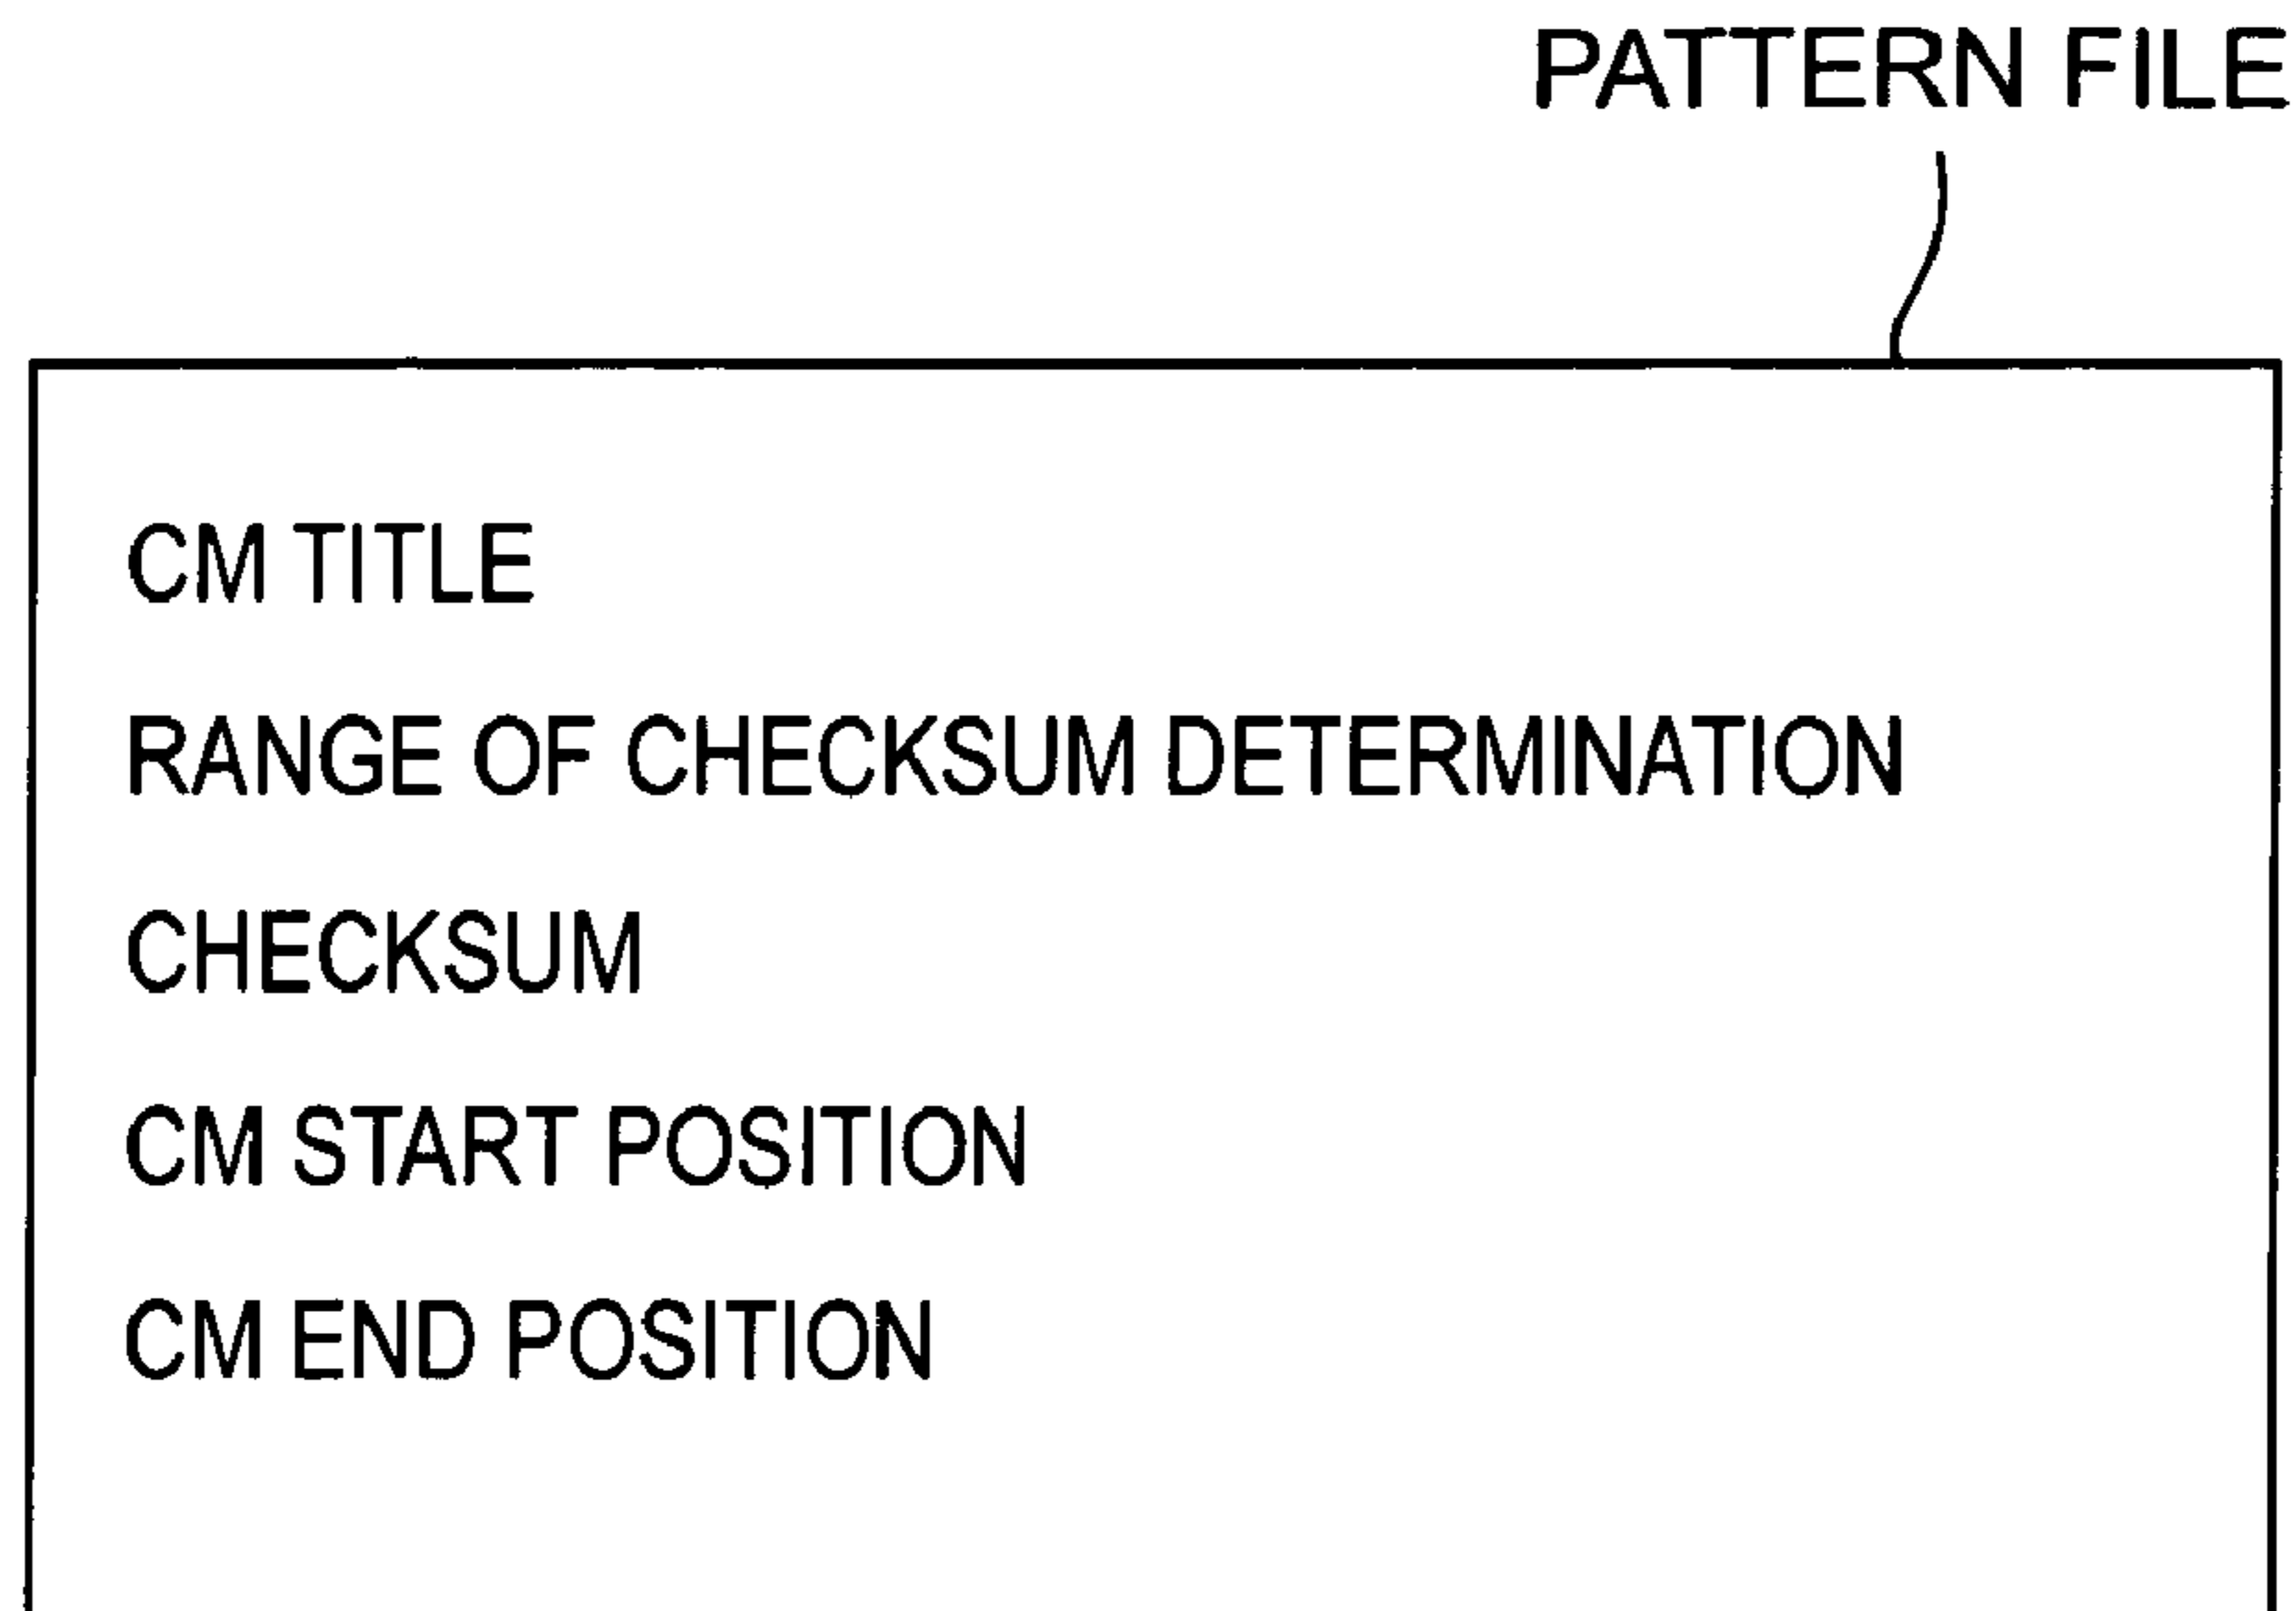 PATTERN FILE
CM TITLE
RANGE OF CHECKSUM DETERMINATION
CHECKSUM
CM START POSITION
CM END POSITION